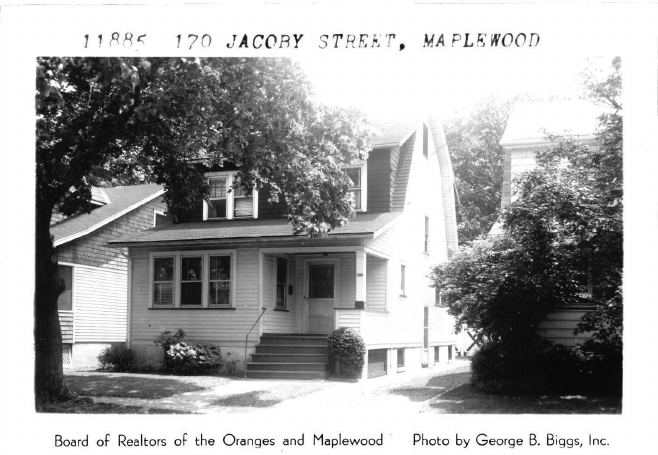 11885 170 JACOBY STREET, MAPLEWOOD
Board of Realtors of the Oranges and Maplewood Photo by George B. Biggs, Inc.